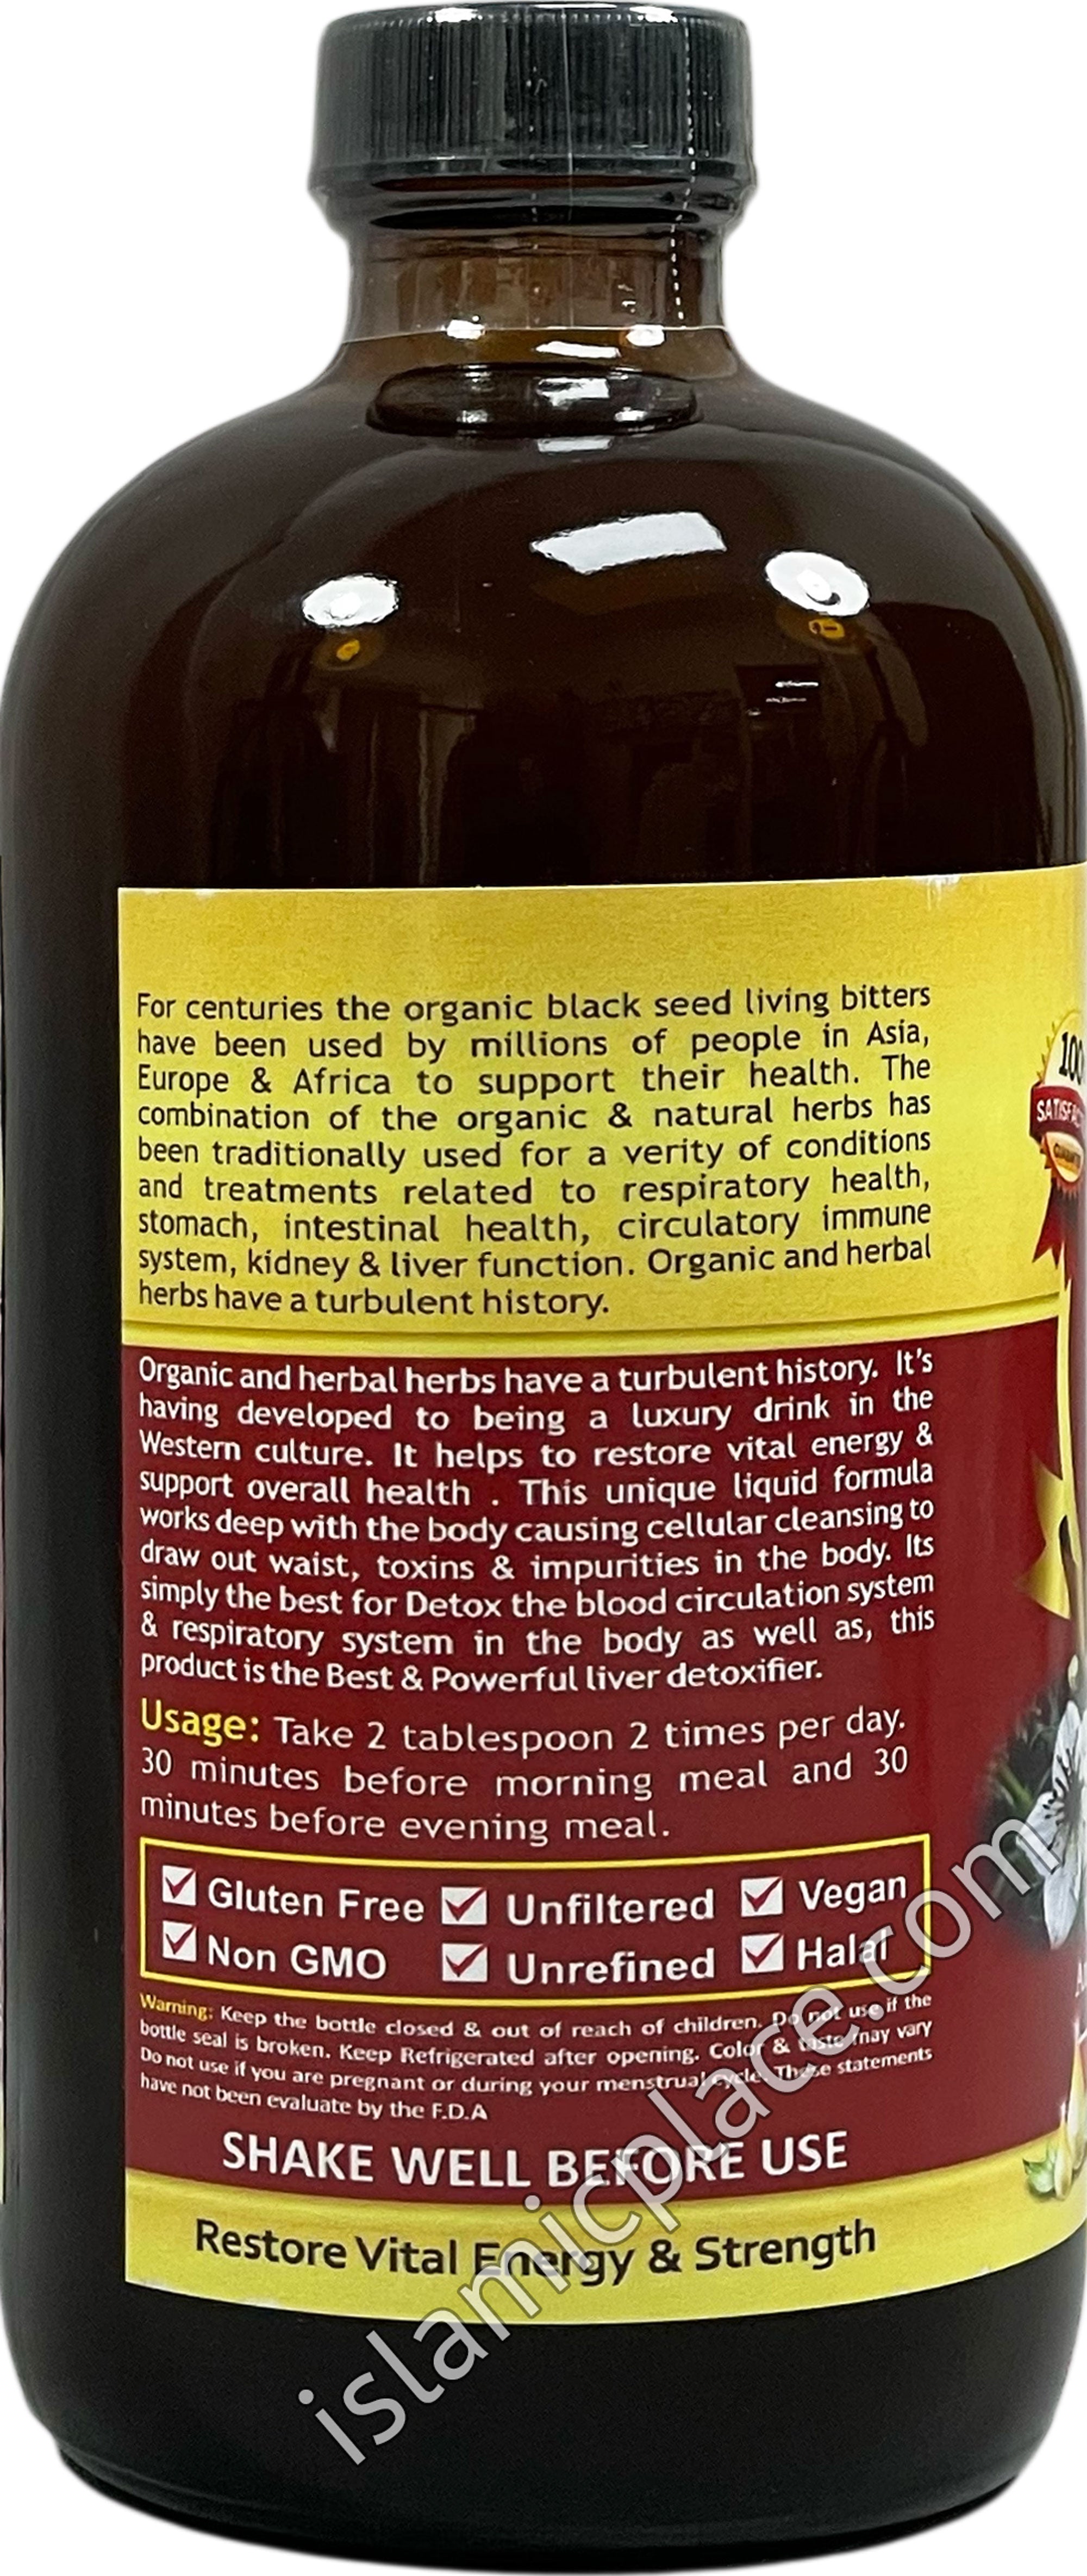 For centuries the organic black seed living bitters
have been used by millions of people in Asia,
Europe & Africa to support their health. The
combination of the organic & natural herbs has
been traditionally used for a verity of conditions
and treatments related to respiratory health,
stomach, intestinal health, circulatory immune
system, kidney & liver function. Organic and herbal
herbs have a turbulent history.
Organic and herbal herbs have a turbulent history. It's
having developed to being a luxury drink in the
Western culture. It helps to restore vital energy &
support overall health . This unique liquid formula
works deep with the body causing cellular cleansing to
draw out waist, toxins & impurities in the body. Its
simply the best for Detox the blood circulation system
& respiratory system in the body as well as, this
product is the Best & Powerful liver detoxifier.
Usage: Take 2 tablespoon 2 times per day.
30 minutes before morning meal and 30
minutes before evening meal.
Gluten Free Unfiltered Vegan
Non GMO Unrefined Halal
Warning: Keep the bottle closed & out of reach of children. Do not use if the
bottle seal is broken. Keep Refrigerated after opening. Color & taste may vary
Do not use if you are pregnant or during your menstrual cycle. These statements
have not been evaluate by the F.D.A
SHAKE WELL BEFORE USE
Restore Vital Energy & Strength
100
islamicplace.com